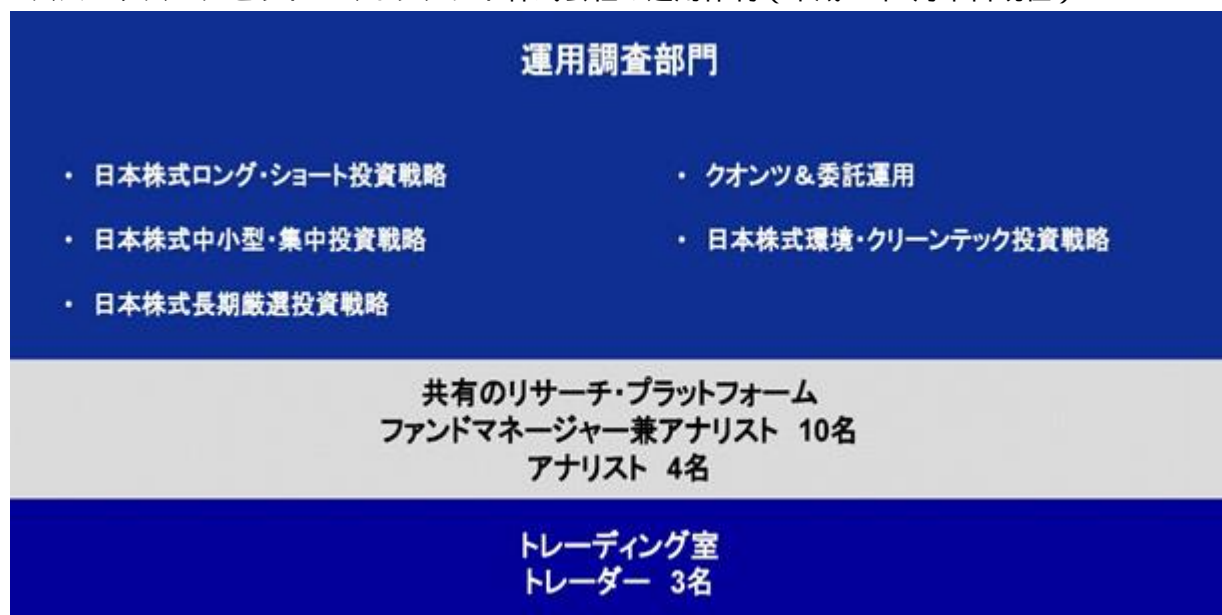 運用調査部門
・ 日本株式ロング・ショート投資戦略
・ クオンツ＆委託運用
・ 日本株式中小型・集中投資戦略
・ 日本株式環境・クリーンテック投資戦略
・ 日本株式長期厳選投資戦略
共有のリサーチ・プラットフォーム
ファンドマネージャー兼アナリスト 10名
アナリスト 4名
トレーディング室
トレーダー 3名